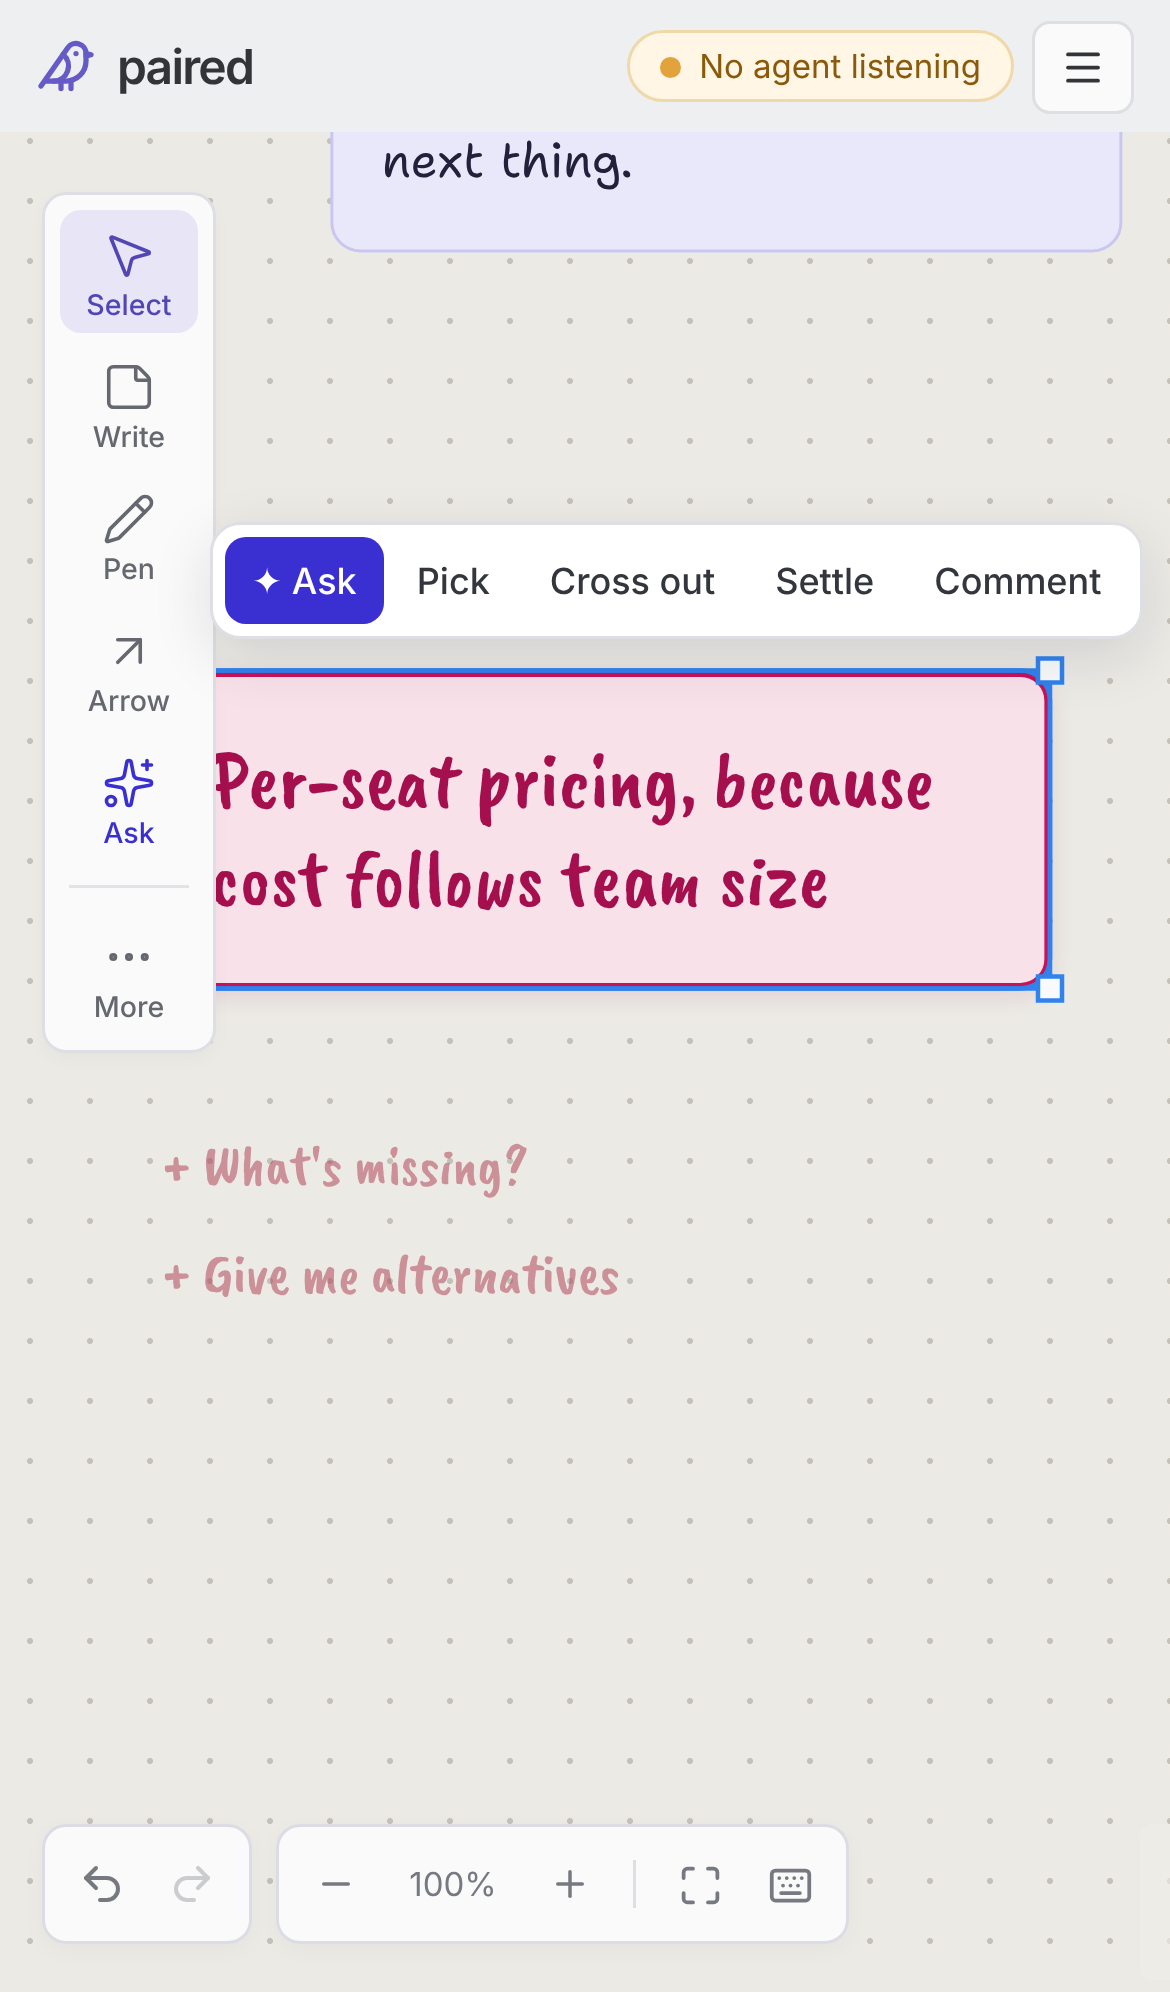 paired
No agent listening
next thing.
Select
Write
Pen
Arrow
Ask
More
✦ Ask Pick Cross out Settle Comment
Per-seat pricing, because
cost follows team size
+ What's missing?
+ Give me alternatives
100%